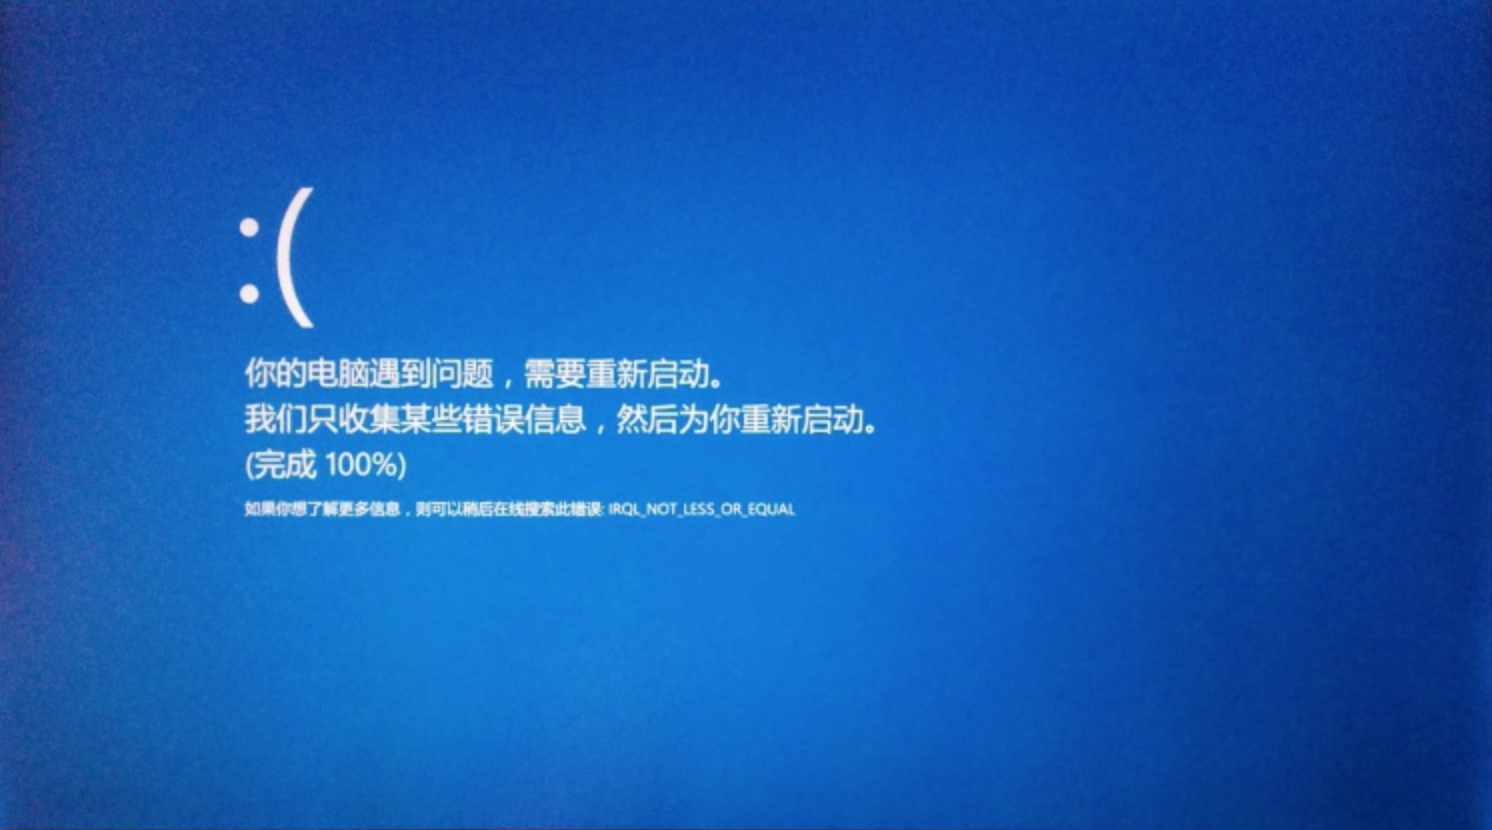 :(
你的电脑遇到问题，需要重新启动。
我们只收集某些错误信息，然后为你重新启动。
(完成 100%)
如果你想了解更多信息，则可以稍后在线搜索此错误: IRQL_NOT_LESS_OR_EQUAL